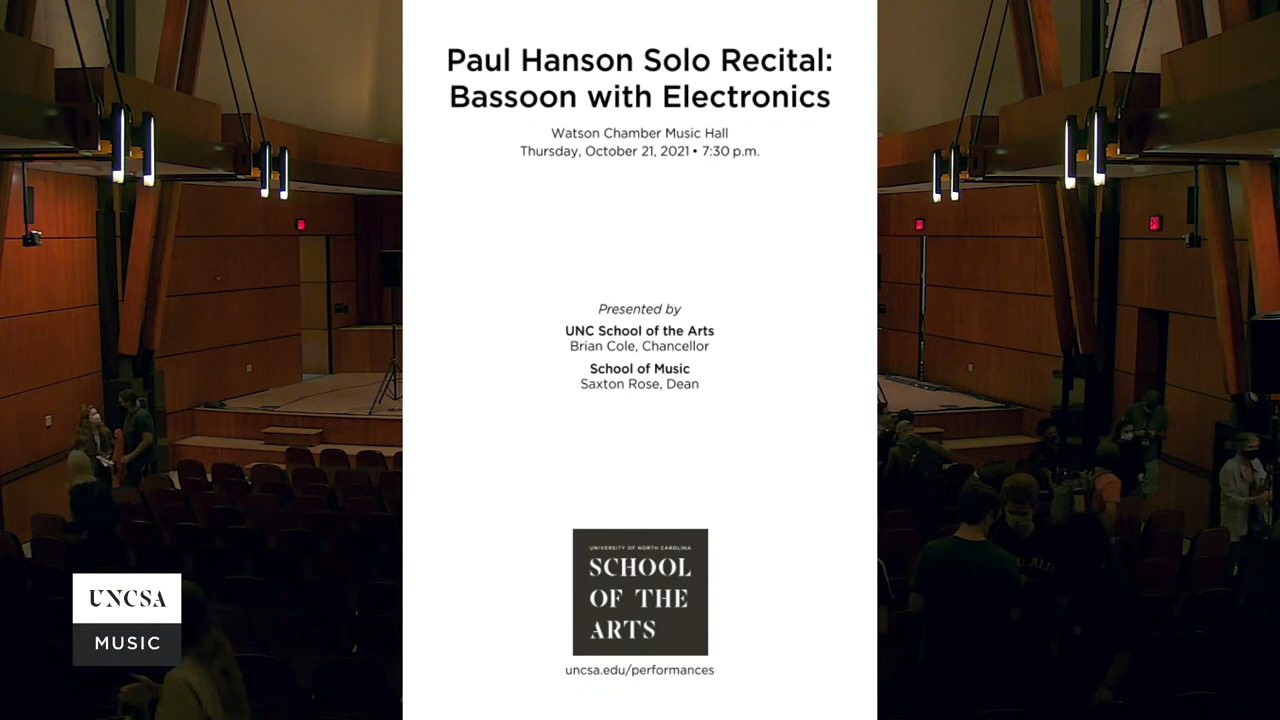 Paul Hanson Solo Recital:
Bassoon with Electronics
Watson Chamber Music Hall
Thursday, October 21, 2021 • 7:30 p.m.
Presented by
UNC School of the Arts
Brian Cole, Chancellor
School of Music
Saxton Rose, Dean
UNIVERSITY OF NORTH CAROLINA
SCHOOL
OF THE
ARTS
uncsa.edu/performances
UNCSA
MUSIC